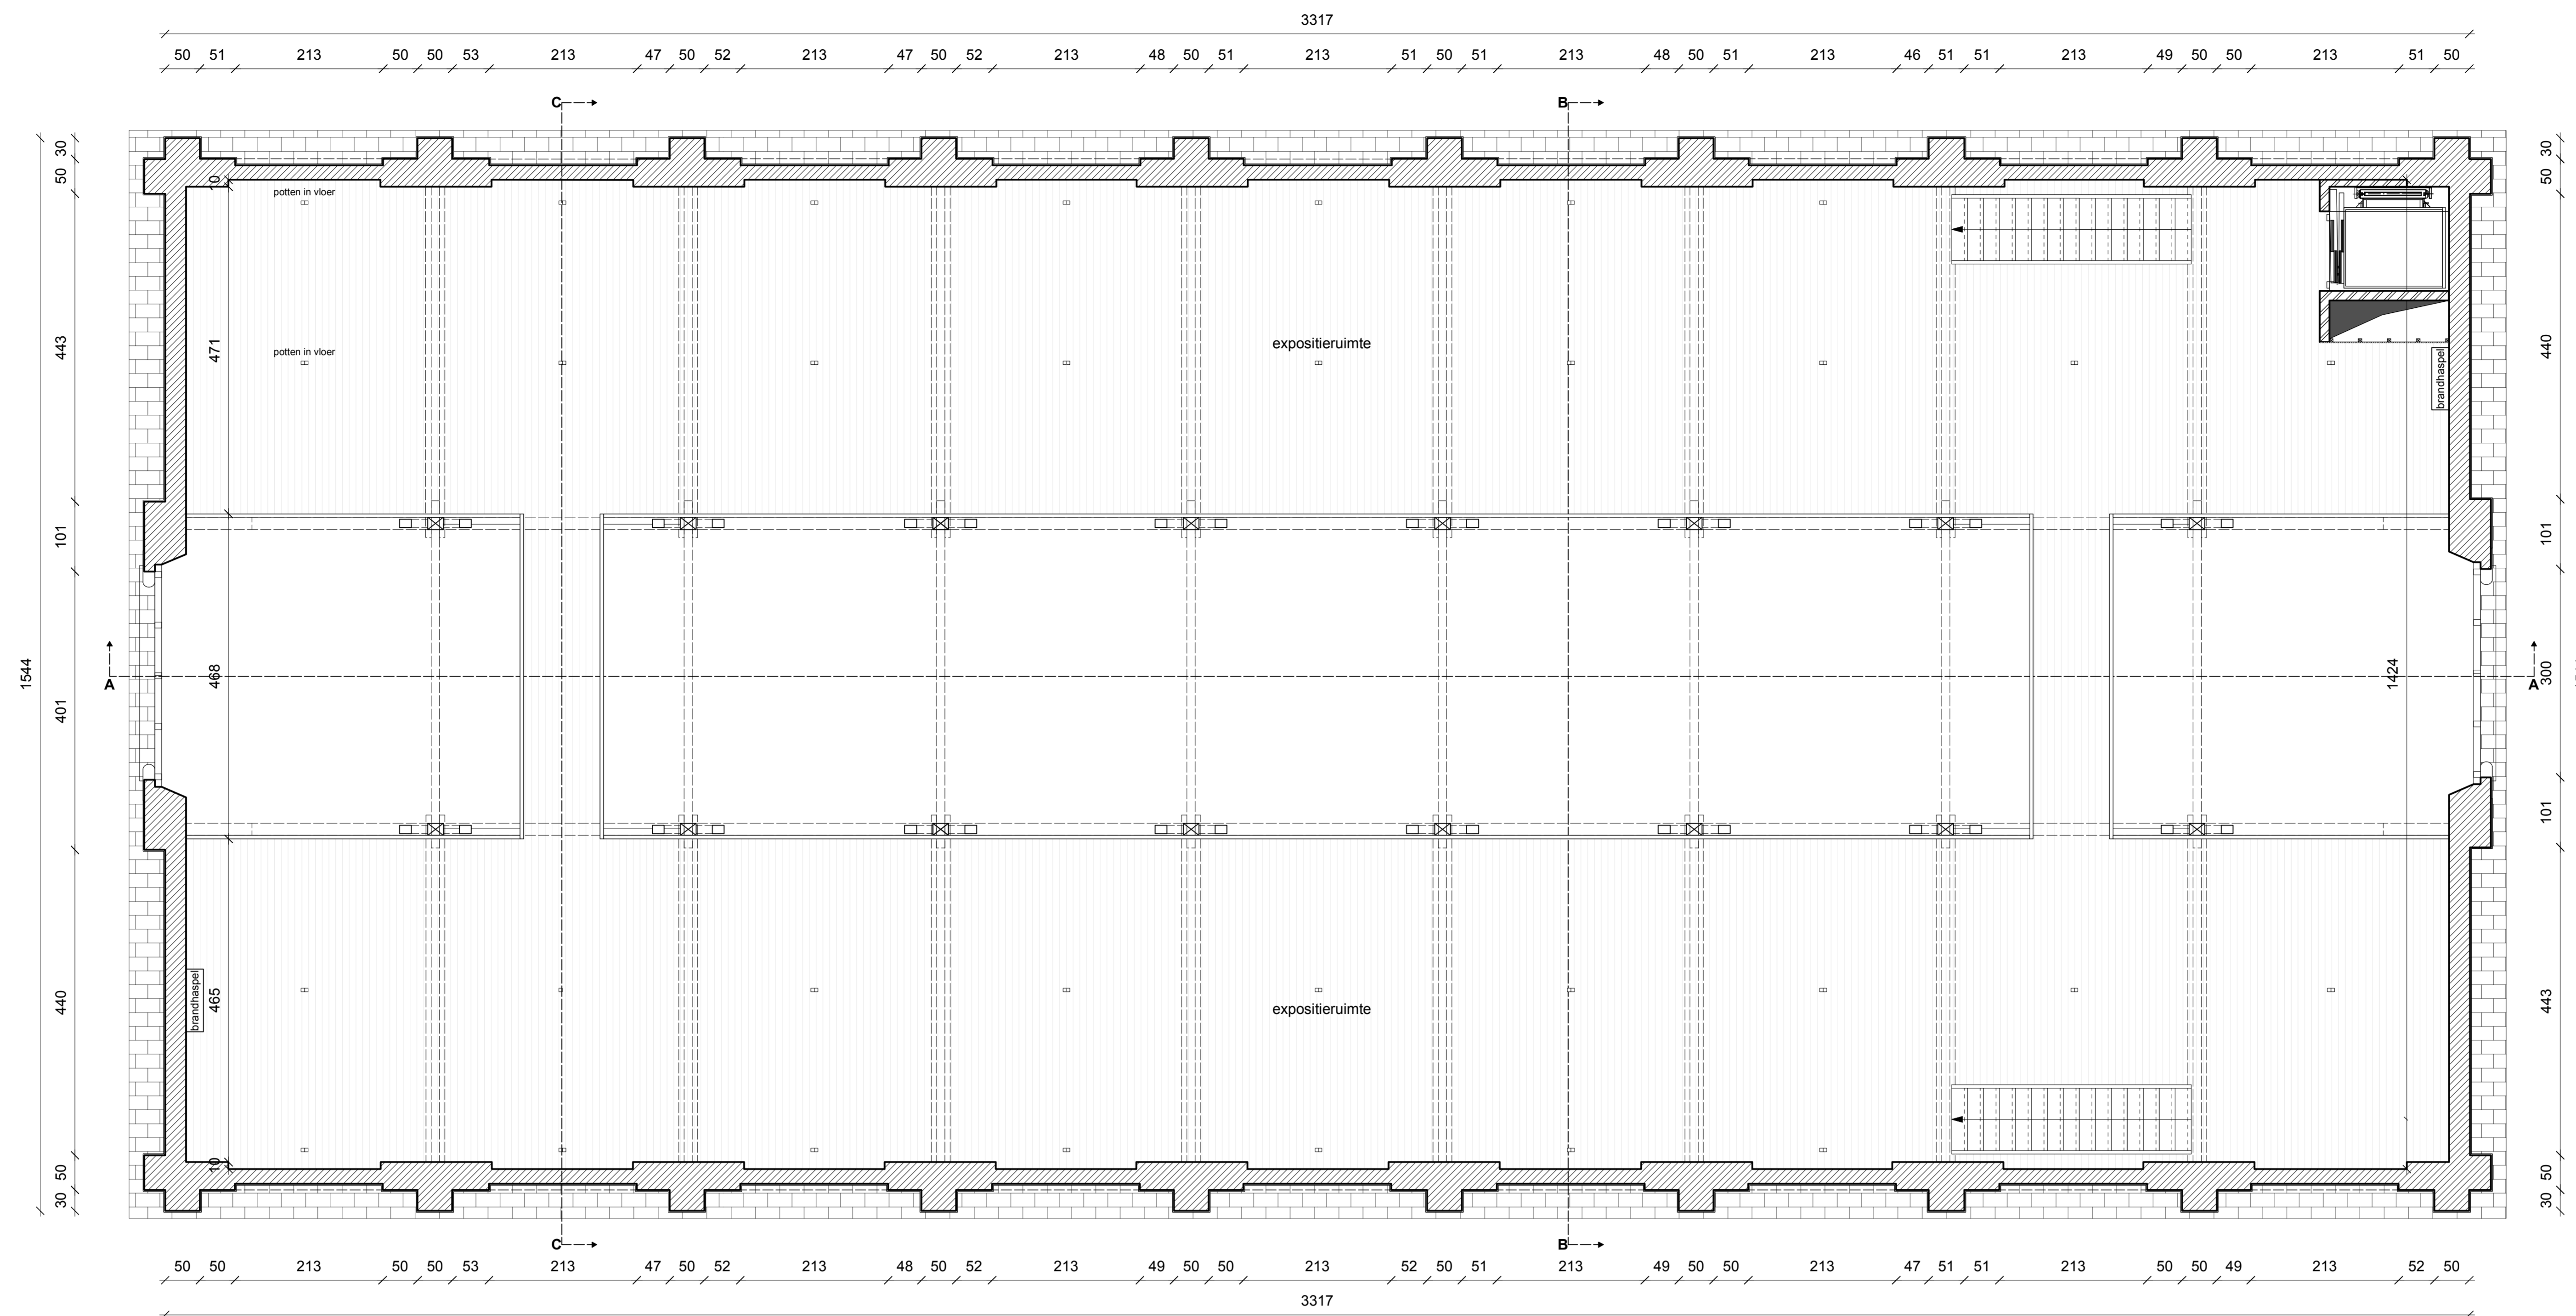 3317
50 51 213 50 50 53 213 47 50 52 213 47 50 52 213 48 50 51 213 51 50 51 213 48 50 51 213 46 51 51 213 49 50 50 213 51 50
C B
30 30
50 50
10
potten in vloer
443 471 potten in vloer expositieruimte 440
brandhaspel
101 101
1544 401 468 1424 300
A A
101
440 465 brandhaspel expositieruimte 443
10
50 50
30 30
C B
50 50 213 50 50 53 213 47 50 52 213 48 50 52 213 49 50 50 213 52 50 51 213 49 50 50 213 47 51 51 213 50 50 49 213 52 50
3317